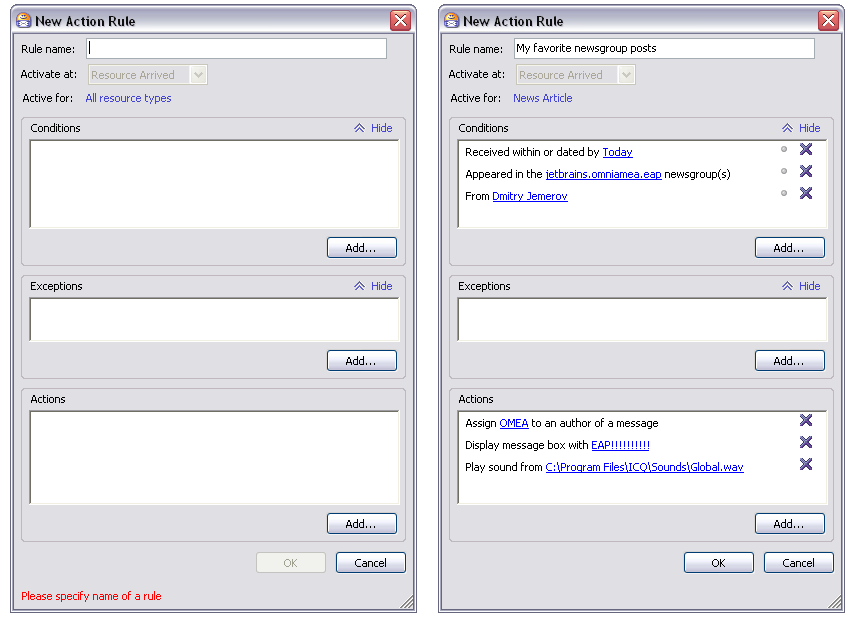 New Action Rule
Rule name:
Activate at: Resource Arrived
Active for: All resource types
Conditions Hide
Add...
Exceptions Hide
Add...
Actions
Add...
OK Cancel
Please specify name of a rule
New Action Rule
Rule name: My favorite newsgroup posts
Activate at: Resource Arrived
Active for: News Article
Conditions Hide
Received within or dated by Today
Appeared in the jetbrains.omniamea.eap newsgroup(s)
From Dmitry Jemerov
Add...
Exceptions Hide
Add...
Actions
Assign OMEA to an author of a message
Display message box with EAP!!!!!!!!!!
Play sound from C:\Program Files\ICQ\Sounds\Global.wav
Add...
OK Cancel